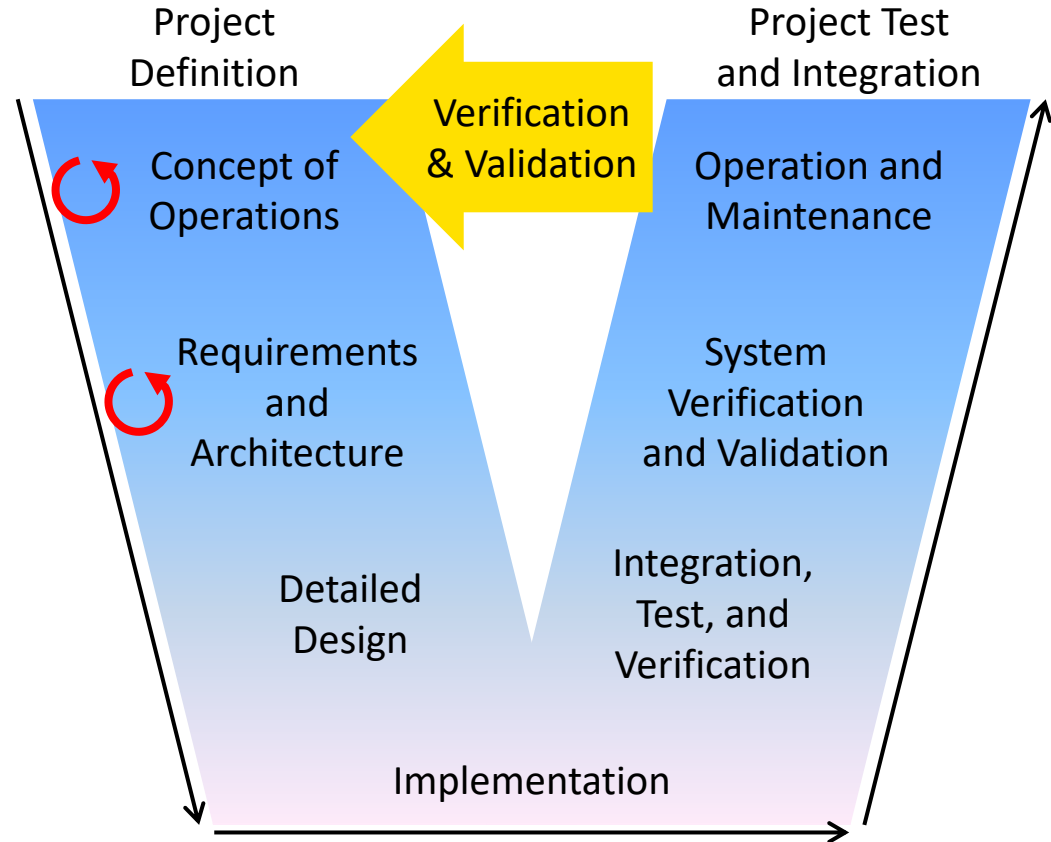 Project
Definition
Project Test
and Integration
Verification
& Validation
Concept of
Operations
Operation and
Maintenance
Requirements
and
Architecture
System
Verification
and Validation
Detailed
Design
Integration,
Test, and
Verification
Implementation